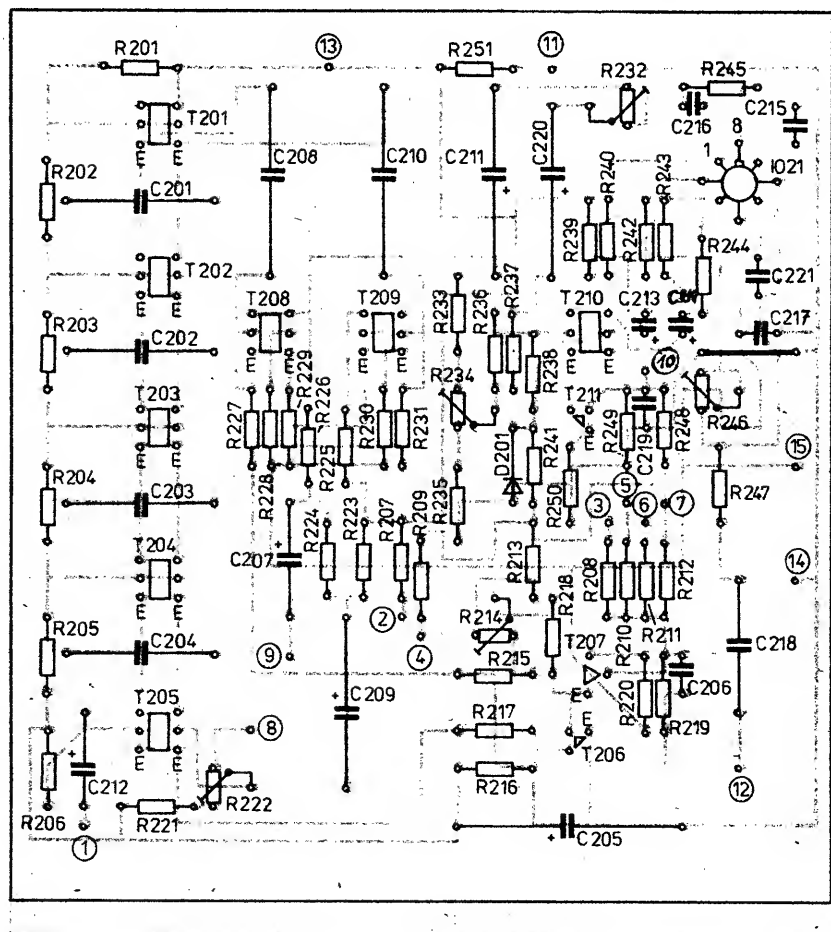 R201
13
R251
11
R232
R245
C216
C215
8
1
IO21
T201
E E
C208
C210
C211
+
C220
+
R240
R243
R202
C201
R239
R242
R244
T202
E E
C221
C217
T208
E E
T209
E E
R233
R236
R237
T210
E E
C213
+
+
10
R203
C202
R238
R234
T203
E E
R229
R226
R227
R228
R225
R230
R231
T211
E
R249
C219
R248
R246
15
D201
R241
R204
C203
R235
R250
5
3
6
7
R247
T204
E E
C207
+
R224
R223
R207
R209
R213
14
R218
R208
R210
R211
R212
2
4
R214
R205
C204
9
R215
T207
E
C206
C218
C209
+
R220
R219
T205
E E
8
R217
E
T206
R206
C212
+
R222
R216
12
R221
1
C205
+